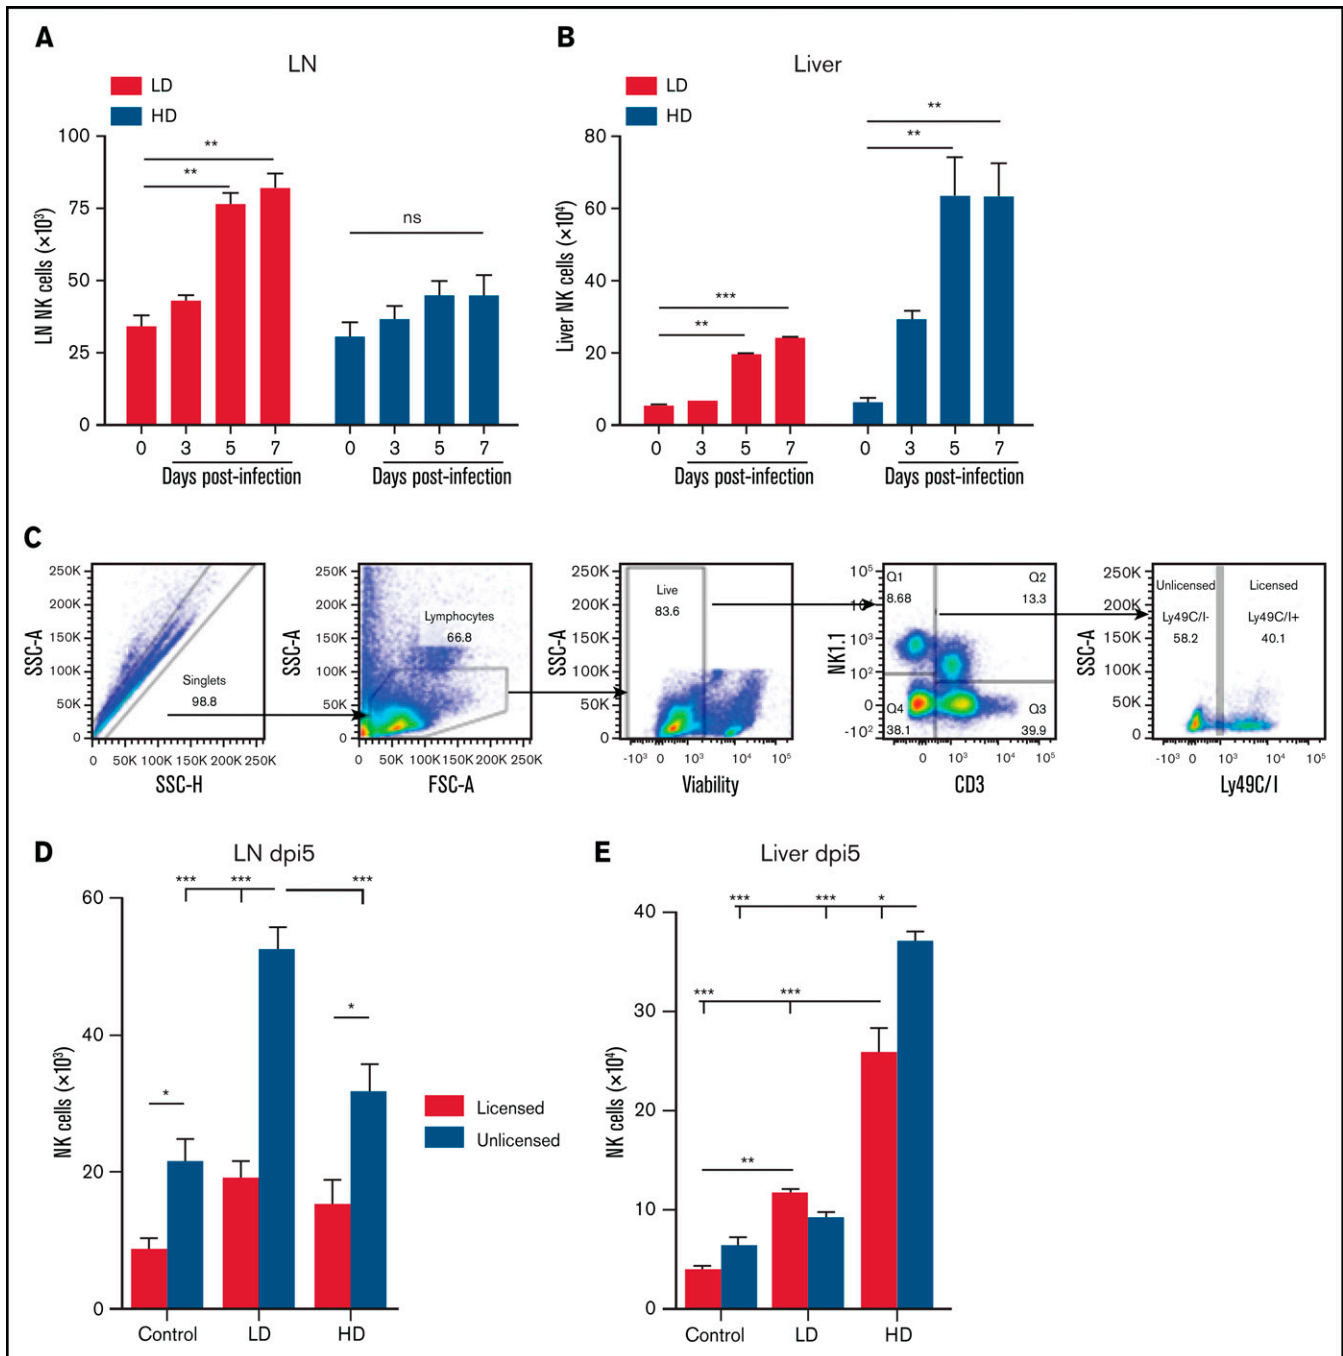 A
LN
LD
HD
LN NK cells (×10³)
100
75
50
25
0
**
**
ns
0 3 5 7 0 3 5 7
Days post-infection Days post-infection
B
Liver
LD
HD
Liver NK cells (×10⁴)
80
60
40
20
0
**
**
***
**
0 3 5 7 0 3 5 7
Days post-infection Days post-infection
C
SSC-A
250K
200K
150K
100K
50K
0
Singlets
98.8
0 50K 100K 150K 200K 250K
SSC-H
SSC-A
250K
200K
150K
100K
50K
0
Lymphocytes
66.8
0 50K 100K 150K 200K 250K
FSC-A
SSC-A
250K
200K
150K
100K
50K
0
Live
83.6
-10³ 0 10³ 10⁴ 10⁵
Viability
NK1.1
10⁵
10⁴
10³
10²
0
-10²
Q1
8.68
Q2
13.3
Q4
38.1
Q3
39.9
0 10³ 10⁴ 10⁵
CD3
SSC-A
250K
200K
150K
100K
50K
0
Unlicensed Licensed
Ly49C/I- Ly49C/I+
58.2 40.1
-10³ 0 10³ 10⁴ 10⁵
Ly49C/I
D
LN dpi5
NK cells (×10³)
60
40
20
0
*** *** ***
*
*
Control LD HD
Licensed
Unlicensed
E
Liver dpi5
NK cells (×10⁴)
40
30
20
10
0
*** *** *
*** ***
**
Control LD HD